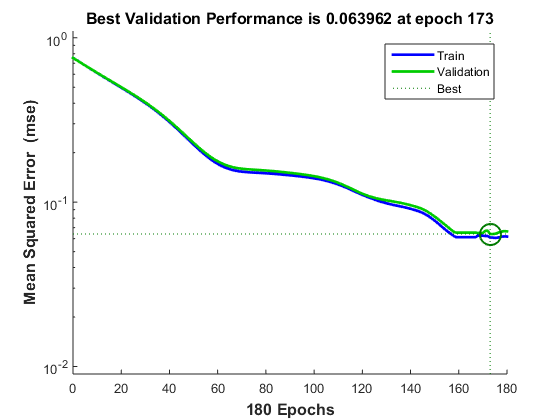 Best Validation Performance is 0.063962 at epoch 173
Train
Validation
Best
Mean Squared Error (mse)
10^0
10^-1
10^-2
0 20 40 60 80 100 120 140 160 180
180 Epochs